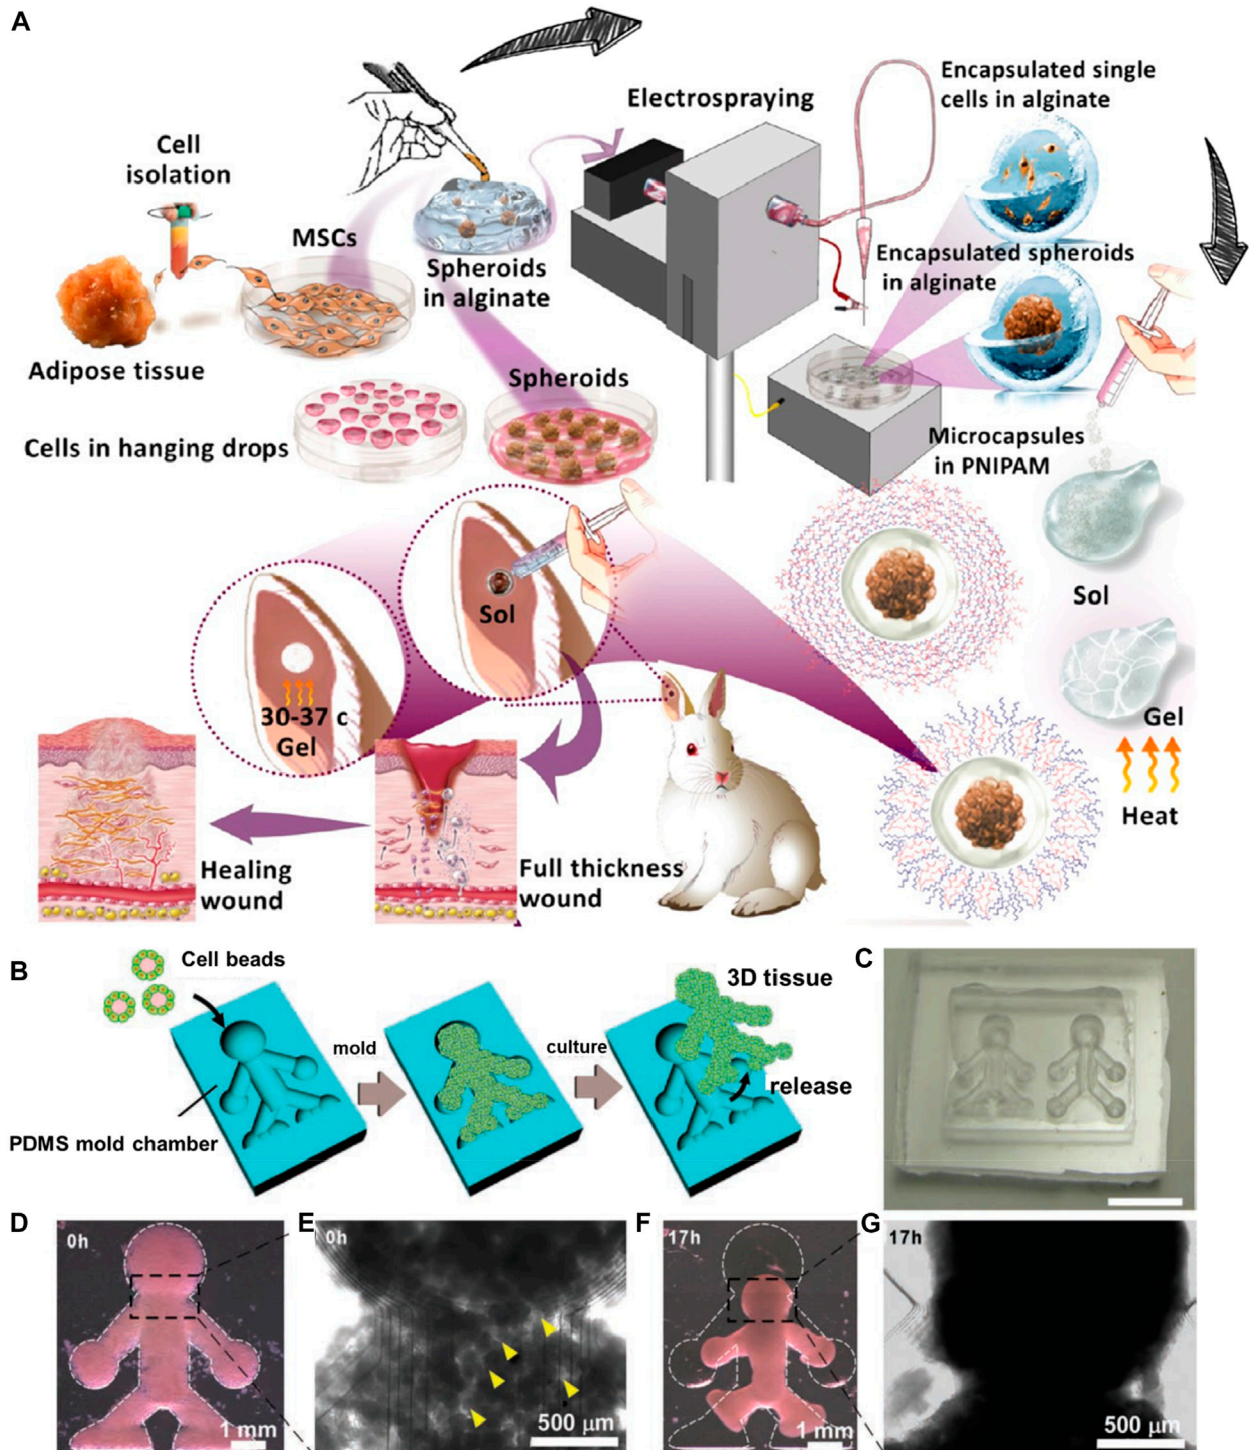 A
Encapsulated single
cells in alginate
Electrospraying
Cell
isolation
MSCs
Spheroids
in alginate
Encapsulated spheroids
in alginate
Adipose tissue
Spheroids
Cells in hanging drops
Microcapsules
in PNIPAM
Sol
Sol
30-37 c
Gel
Gel
Heat
Healing
wound
Full thickness
wound
B
Cell beads
3D tissue
mold
culture
release
PDMS mold chamber
C
D
0h
1 mm
E
0h
500 μm
F
17h
1 mm
G
17h
500 μm